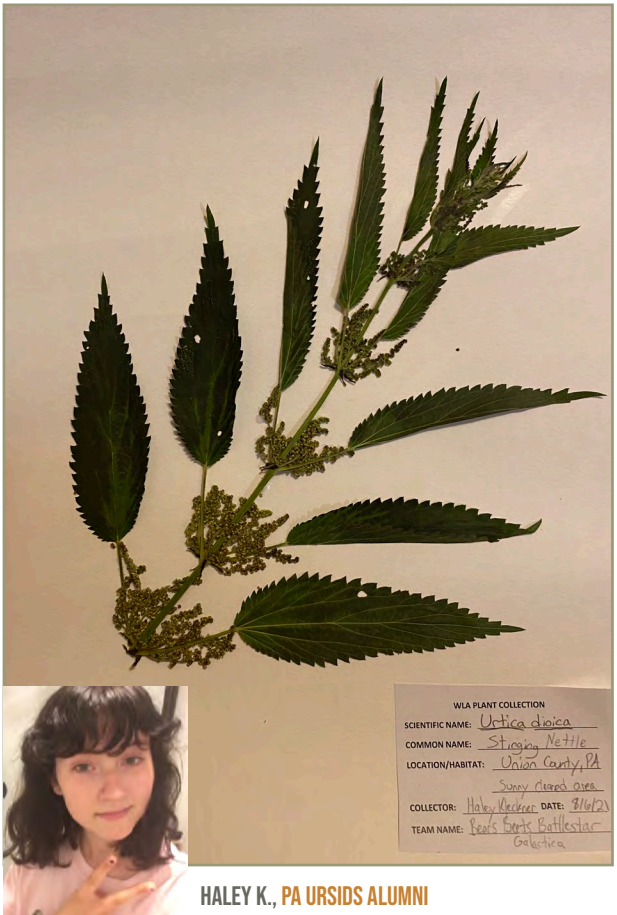 WLA PLANT COLLECTION
SCIENTIFIC NAME: Urtica dioica
COMMON NAME: Stinging Nettle
LOCATION/HABITAT: Union County, PA
Sunny cleared area
COLLECTOR: Haley Kleckner DATE: 8/6/21
TEAM NAME: Bears Beets Battlestar
Galactica
HALEY K., PA URSIDS ALUMNI